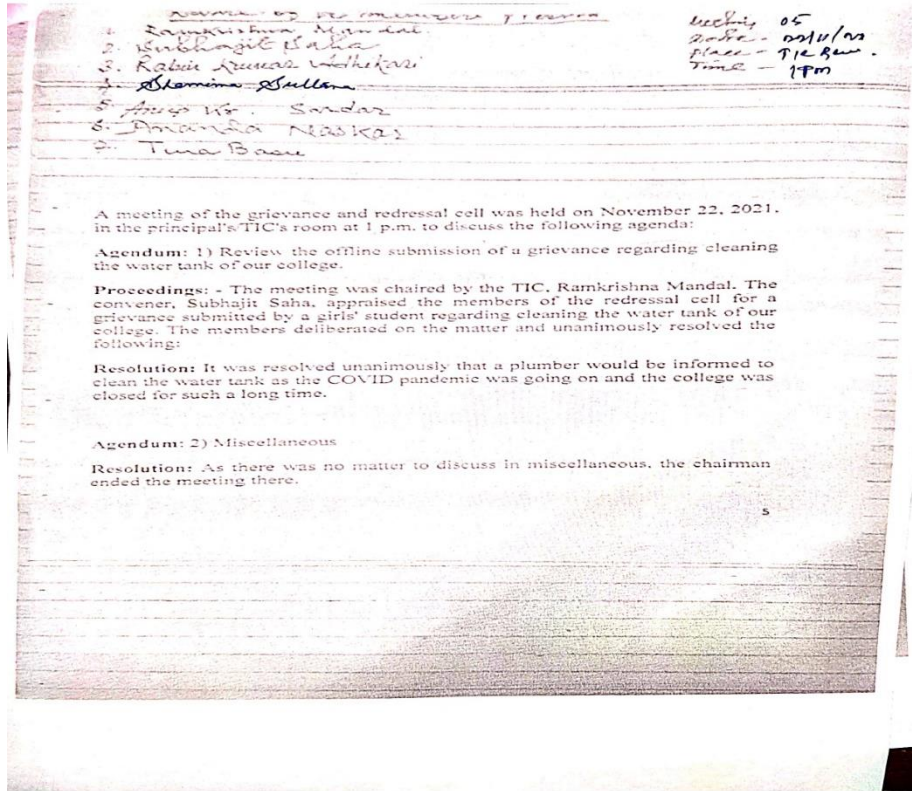 Name of the members present
Meeting 05
1. Ramkrishna Mandal
Date - 22/11/21
2. Subhajit Saha
Place - TIC Room.
3. Rabin Kumar Adhikari
Time - 1 Pm
4. Shamima Sultana
5. Kr. Sardar
6. Ananda Naskar
7. Tina Basu
A meeting of the grievance and redressal cell was held on November 22, 2021,
in the principal's/TIC's room at 1 p.m. to discuss the following agenda:
Agendum: 1) Review the offline submission of a grievance regarding cleaning
the water tank of our college.
Proceedings: - The meeting was chaired by the TIC, Ramkrishna Mandal. The
convener, Subhajit Saha, appraised the members of the redressal cell for a
grievance submitted by a girls' student regarding cleaning the water tank of our
college. The members deliberated on the matter and unanimously resolved the
following:
Resolution: It was resolved unanimously that a plumber would be informed to
clean the water tank as the COVID pandemic was going on and the college was
closed for such a long time.
Agendum: 2) Miscellaneous
Resolution: As there was no matter to discuss in miscellaneous, the chairman
ended the meeting there.
5